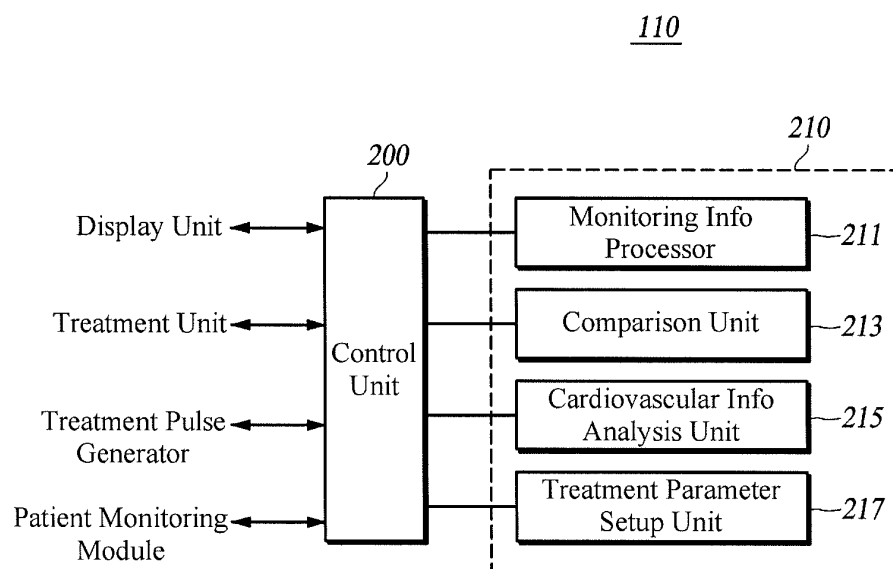 110
210
200
Display Unit
Treatment Unit
Treatment Pulse
Generator
Patient Monitoring
Module
Control
Unit
Monitoring Info
Processor
211
Comparison Unit
213
Cardiovascular Info
Analysis Unit
215
Treatment Parameter
Setup Unit
217